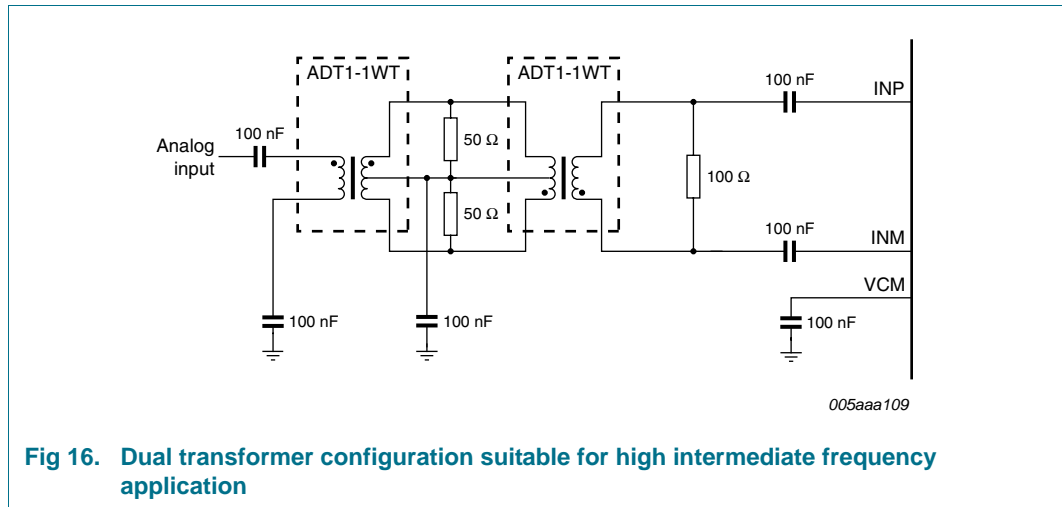 ADT1-1WT
ADT1-1WT
100 nF
INP
Analog
input
100 nF
50 Ω
100 Ω
50 Ω
100 nF
INM
VCM
100 nF
100 nF
100 nF
005aaa109
Fig 16. Dual transformer configuration suitable for high intermediate frequency
application